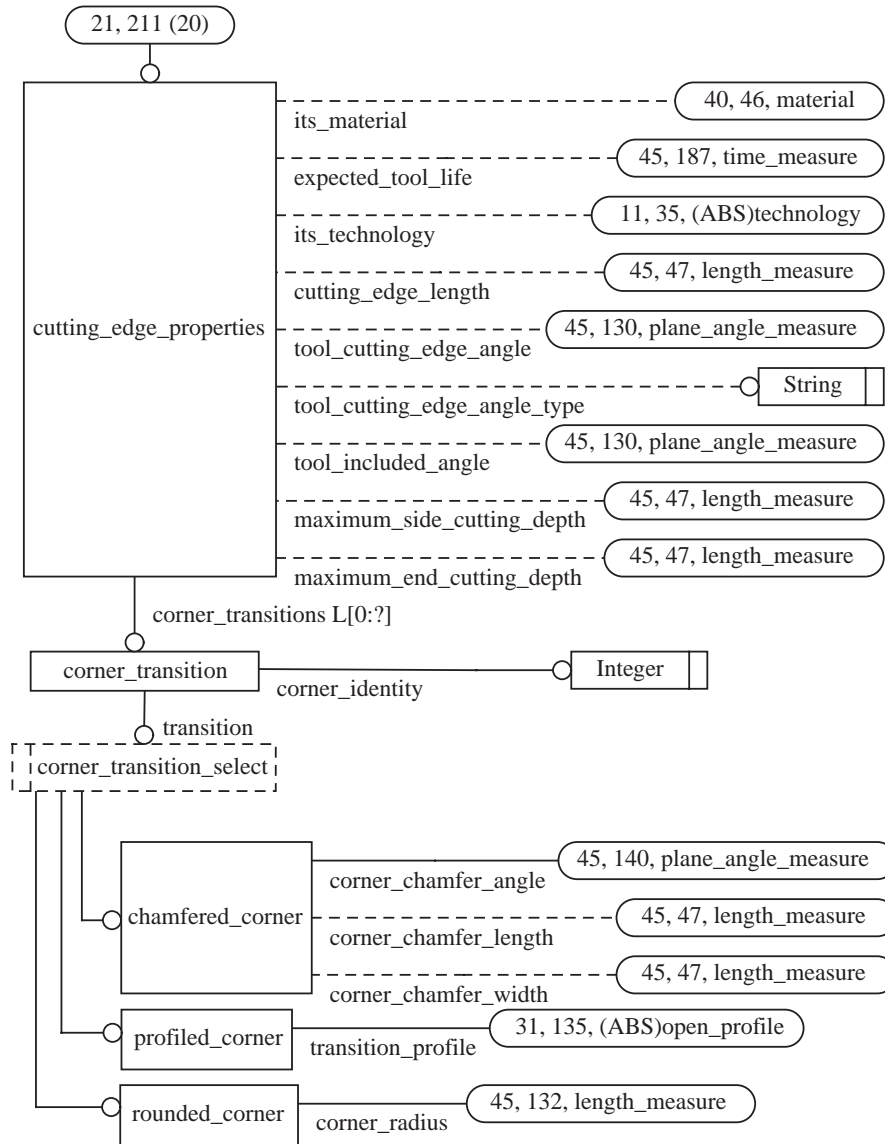 21, 211 (20)
40, 46, material
its_material
45, 187, time_measure
expected_tool_life
11, 35, (ABS)technology
its_technology
45, 47, length_measure
cutting_edge_length
cutting_edge_properties
45, 130, plane_angle_measure
tool_cutting_edge_angle
String
tool_cutting_edge_angle_type
45, 130, plane_angle_measure
tool_included_angle
45, 47, length_measure
maximum_side_cutting_depth
45, 47, length_measure
maximum_end_cutting_depth
corner_transitions L[0:?]
corner_transition
Integer
corner_identity
transition
corner_transition_select
45, 140, plane_angle_measure
corner_chamfer_angle
chamfered_corner
45, 47, length_measure
corner_chamfer_length
45, 47, length_measure
corner_chamfer_width
profiled_corner
31, 135, (ABS)open_profile
transition_profile
rounded_corner
45, 132, length_measure
corner_radius